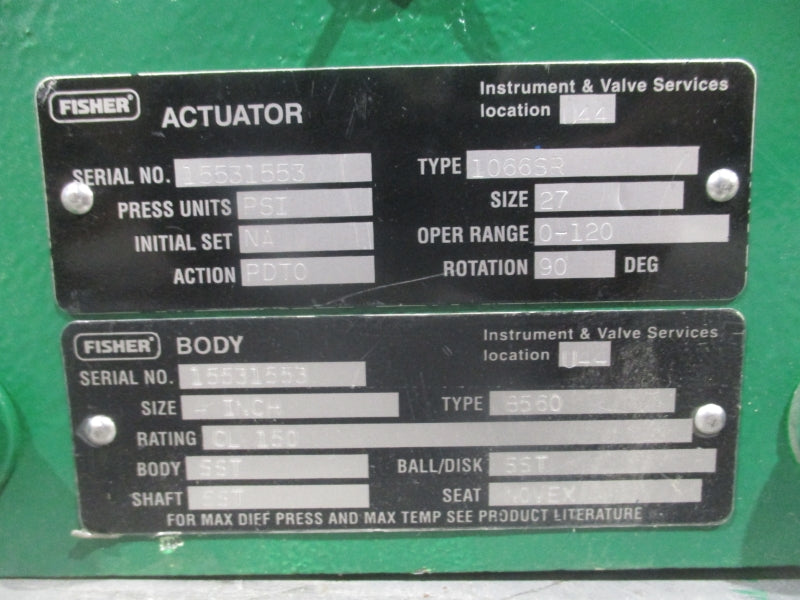 FISHER ACTUATOR
Instrument & Valve Services
location 044
SERIAL NO. 15531553
TYPE 1066SR
PRESS UNITS PSI
SIZE 27
INITIAL SET NA
OPER RANGE 0-120
ACTION PDTO
ROTATION 90 DEG
FISHER BODY
Instrument & Valve Services
location
SERIAL NO. 15531553
SIZE INCH
TYPE 8560
RATING CL 150
BODY SST
BALL/DISK SST
SHAFT SST
SEAT NOVEX
FOR MAX DIFF PRESS AND MAX TEMP SEE PRODUCT LITERATURE